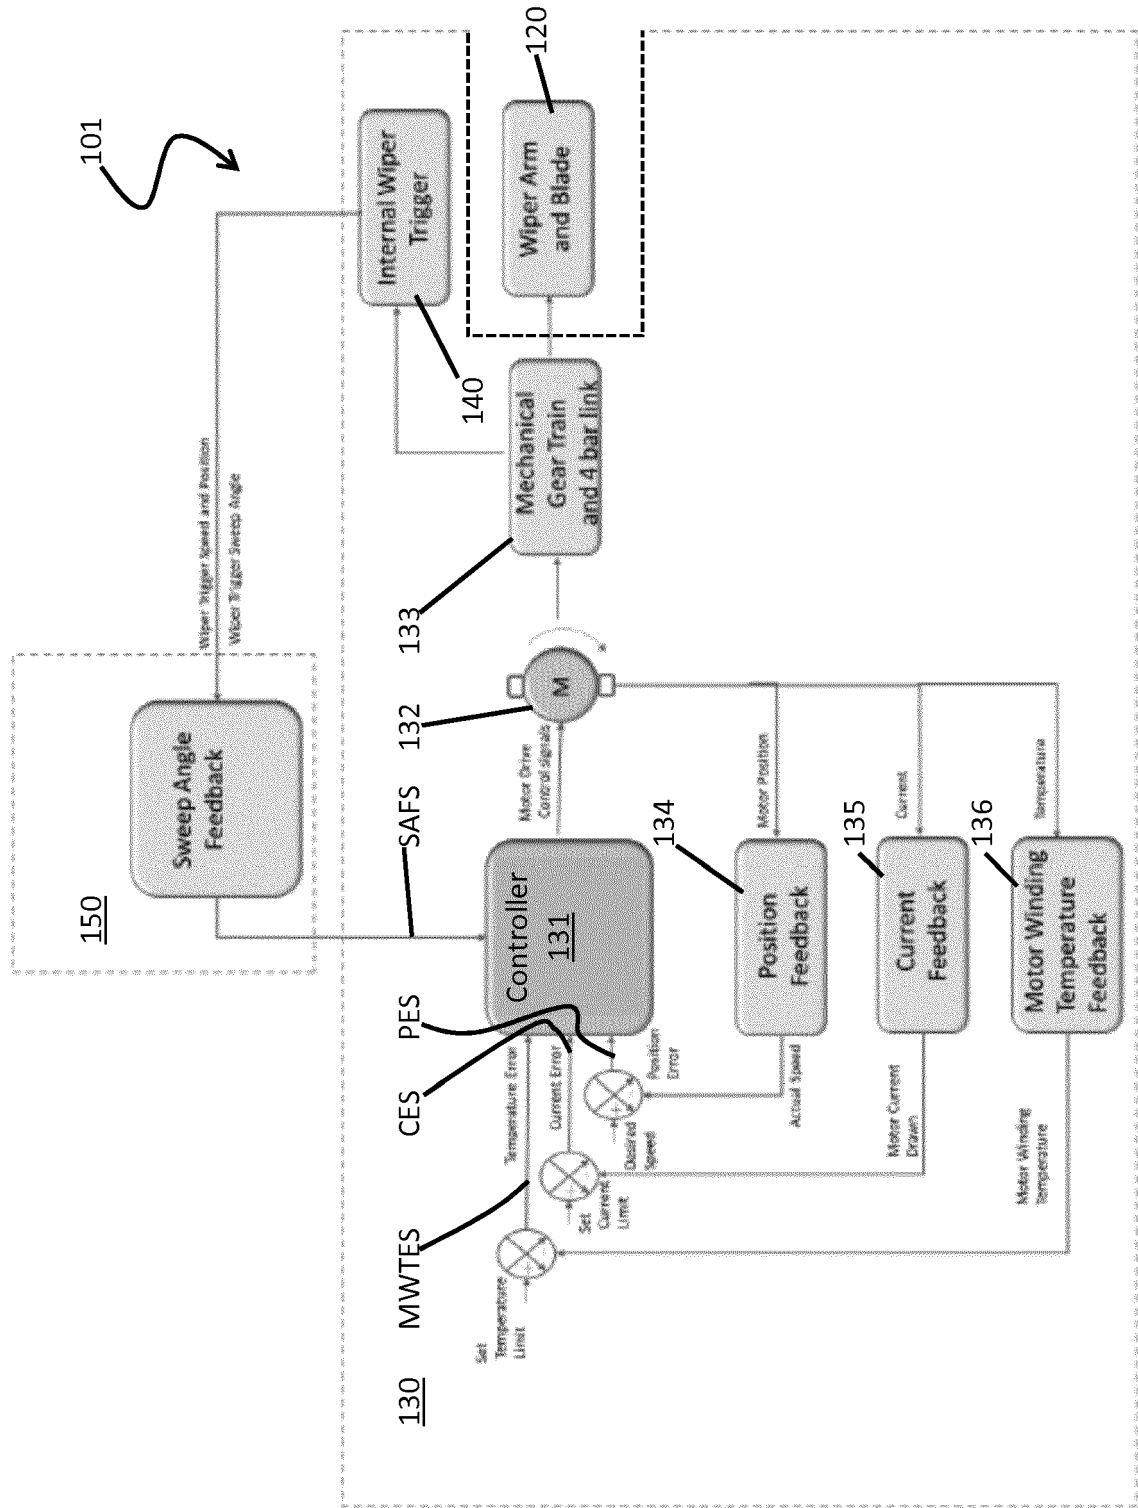 101
150
Sweep Angle
Feedback
Wiper Trigger Speed and Position
Wiper Trigger Sweep Angle
Internal Wiper
Trigger
140
120
Wiper Arm
and Blade
130
MWTES
CES
PES
SAFS
132
133
Set
Temperature
Limit
Temperature Error
Set
Current
Limit
Current Error
Desired
Speed
Position
Error
Controller
131
Motor Drive
Control signals
M
Mechanical
Gear Train
and 4 bar link
134
Position
Feedback
Motor Position
Actual Speed
135
Current
Feedback
Current
Motor Current
Drawn
136
Motor Winding
Temperature
Feedback
Temperature
Motor Winding
Temperature